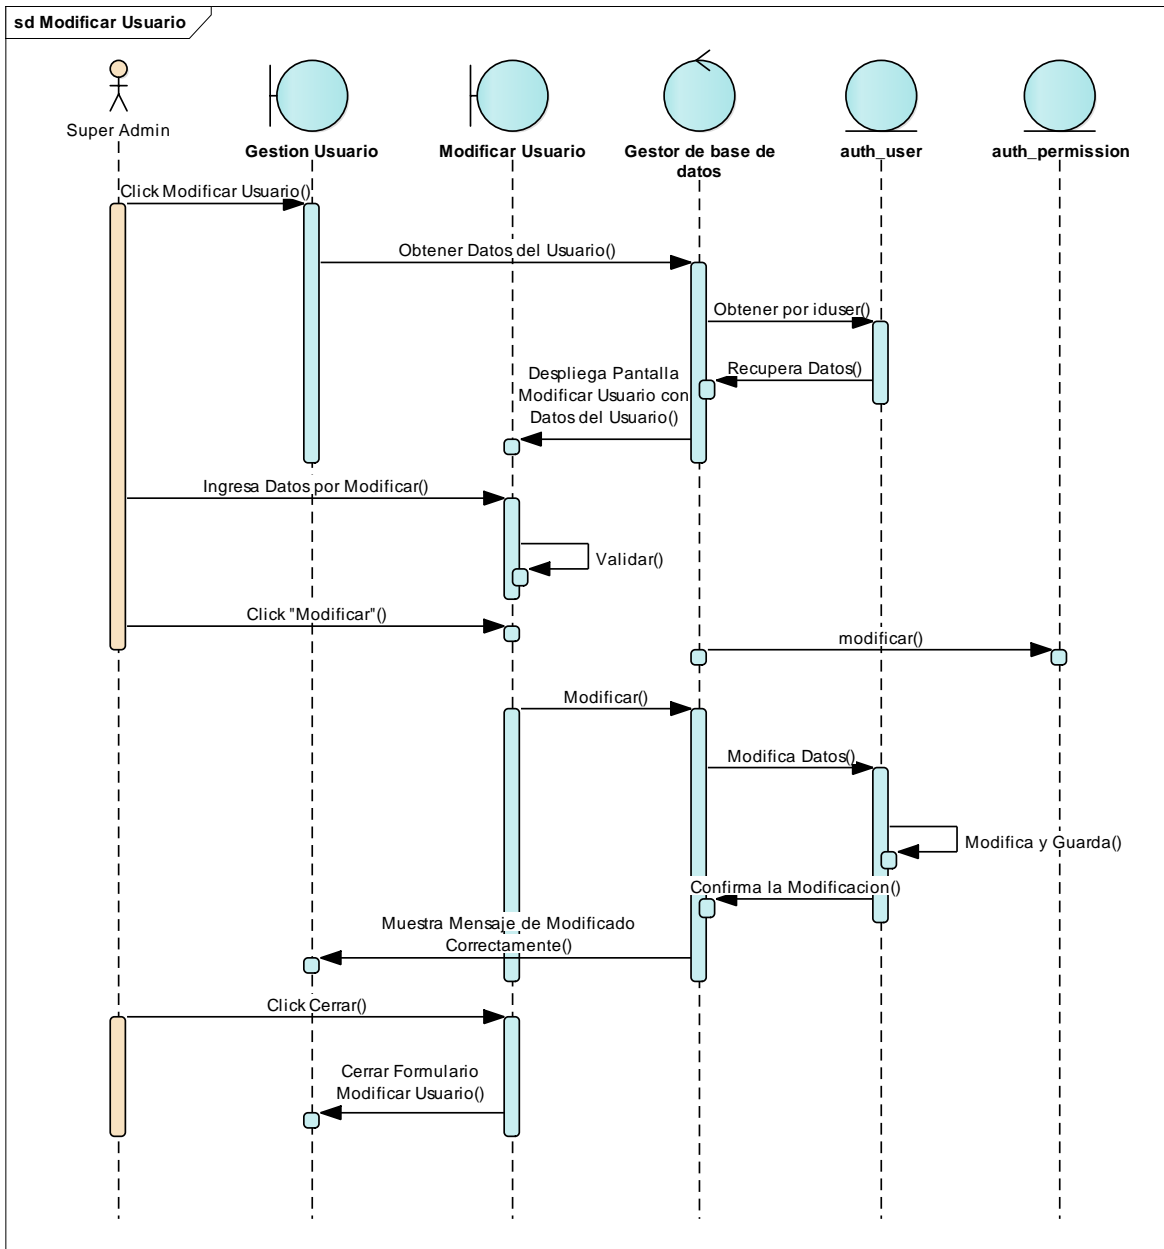 sd Modificar Usuario
Super Admin
Gestion Usuario
Modificar Usuario
Gestor de base de
datos
auth_user
auth_permission
Click Modificar Usuario()
Obtener Datos del Usuario()
Obtener por iduser()
Recupera Datos()
Despliega Pantalla
Modificar Usuario con
Datos del Usuario()
Ingresa Datos por Modificar()
Validar()
Click "Modificar"()
modificar()
Modificar()
Modifica Datos()
Modifica y Guarda()
Confirma la Modificacion()
Muestra Mensaje de Modificado
Correctamente()
Click Cerrar()
Cerrar Formulario
Modificar Usuario()